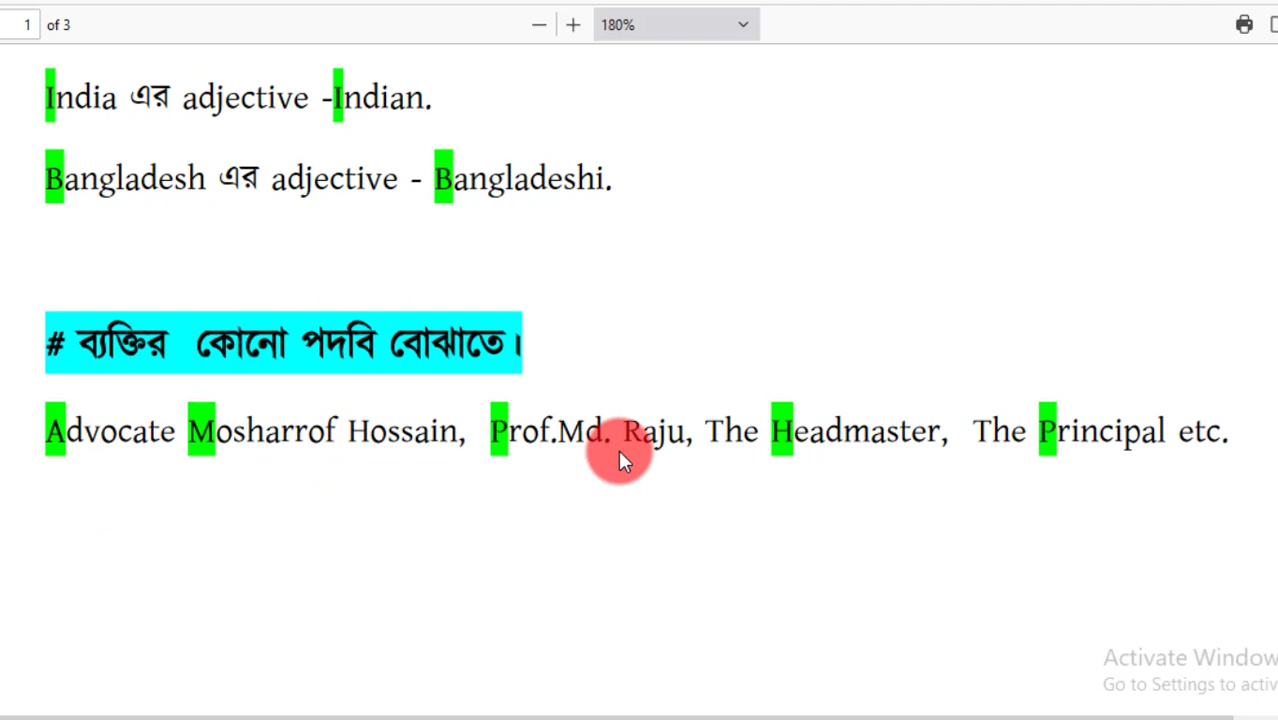 1 of 3 180%
India এর adjective -Indian.
Bangladesh এর adjective - Bangladeshi.
# ব্যক্তির কোনো পদবি বোঝাতে।
Advocate Mosharrof Hossain, Prof.Md. Raju, The Headmaster, The Principal etc.
Activate Window
Go to Settings to activ